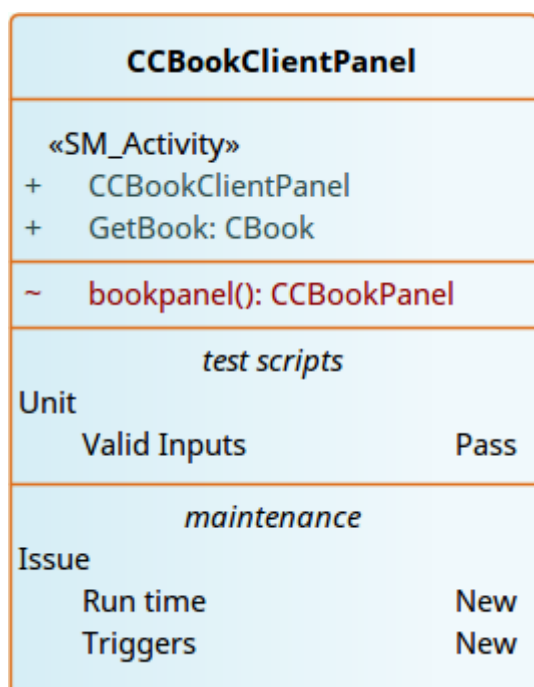 CCBookClientPanel
«SM_Activity»
+ CCBookClientPanel
+ GetBook: CBook
~ bookpanel(): CCBookPanel
test scripts
Unit
Valid Inputs Pass
maintenance
Issue
Run time New
Triggers New